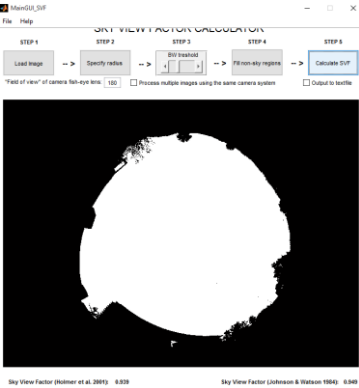 MainGUI_SVF
File Help
SKY VIEW FACTOR CALCULATOR
STEP 1 STEP 2 STEP 3 STEP 4 STEP 5
Load Image --> Specify radius --> BW treshold --> Fill non-sky regions --> Calculate SVF
"Field of view" of camera fish-eye lens: 180 Process multiple images using the same camera system Output to textfile
Sky View Factor (Holmer et al. 2001): 0.939 Sky View Factor (Johnson & Watson 1984): 0.949